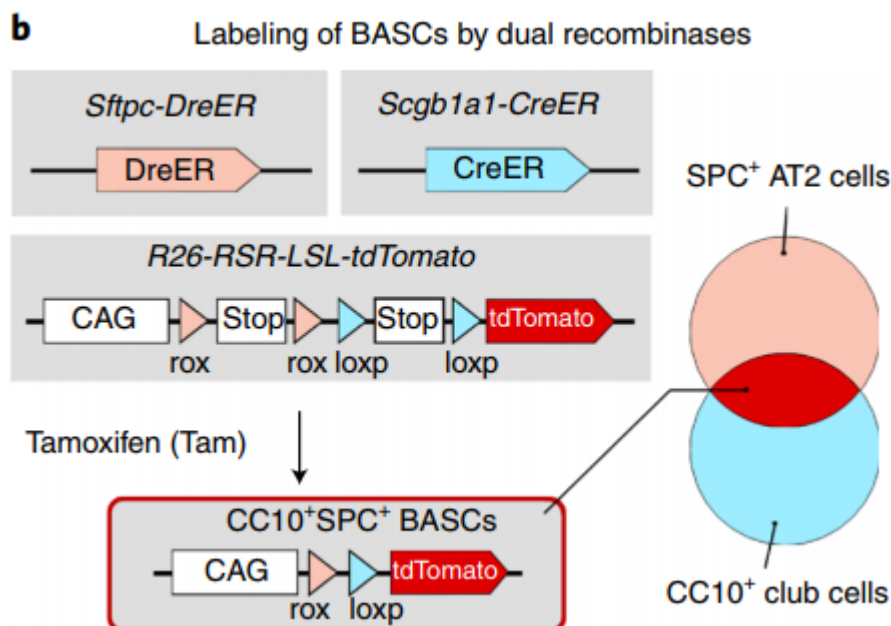 b
Labeling of BASCs by dual recombinases
Sftpc-DreER
DreER
Scgb1a1-CreER
CreER
R26-RSR-LSL-tdTomato
CAG Stop Stop tdTomato
rox rox loxp loxp
Tamoxifen (Tam)
CC10⁺SPC⁺ BASCs
CAG tdTomato
rox loxp
SPC⁺ AT2 cells
CC10⁺ club cells